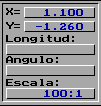 X= 1.100
Y= -1.260
Longitud:
Angulo:
Escala:
100:1